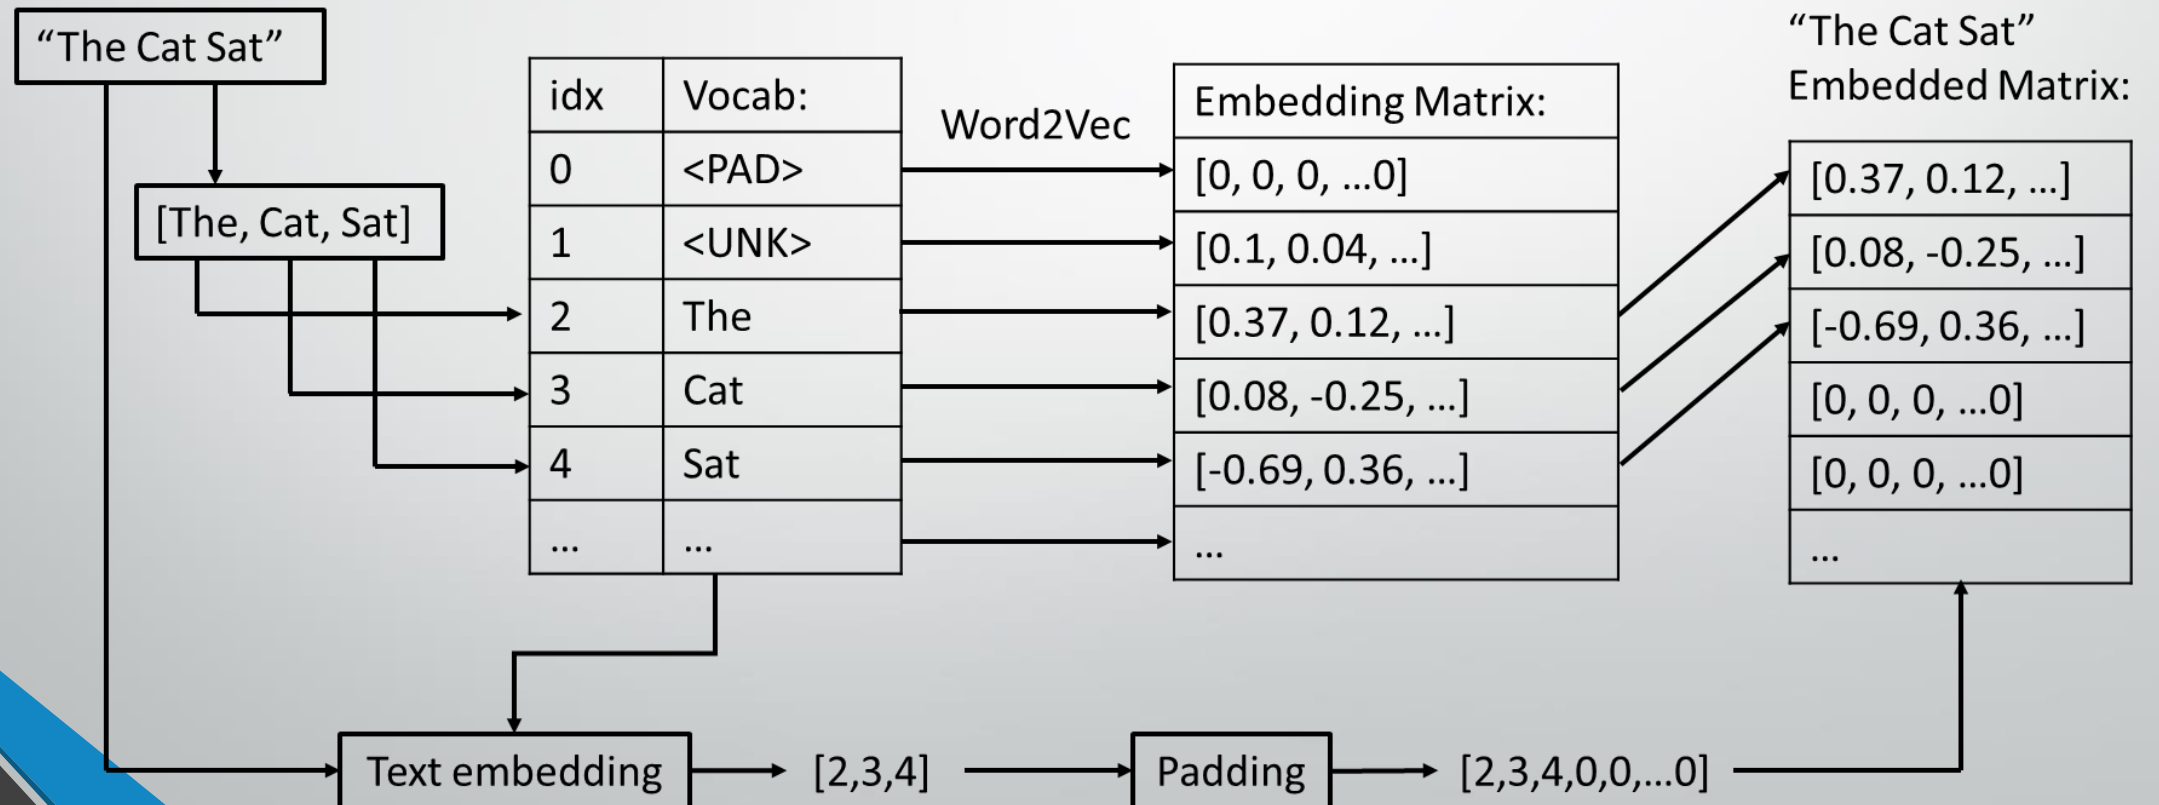 “The Cat Sat”
[The, Cat, Sat]
idx Vocab:
0 <PAD>
1 <UNK>
2 The
3 Cat
4 Sat
... ...
Word2Vec
Embedding Matrix:
[0, 0, 0, ...0]
[0.1, 0.04, ...]
[0.37, 0.12, ...]
[0.08, -0.25, ...]
[-0.69, 0.36, ...]
...
“The Cat Sat”
Embedded Matrix:
[0.37, 0.12, ...]
[0.08, -0.25, ...]
[-0.69, 0.36, ...]
[0, 0, 0, ...0]
[0, 0, 0, ...0]
...
Text embedding
[2,3,4]
Padding
[2,3,4,0,0,...0]